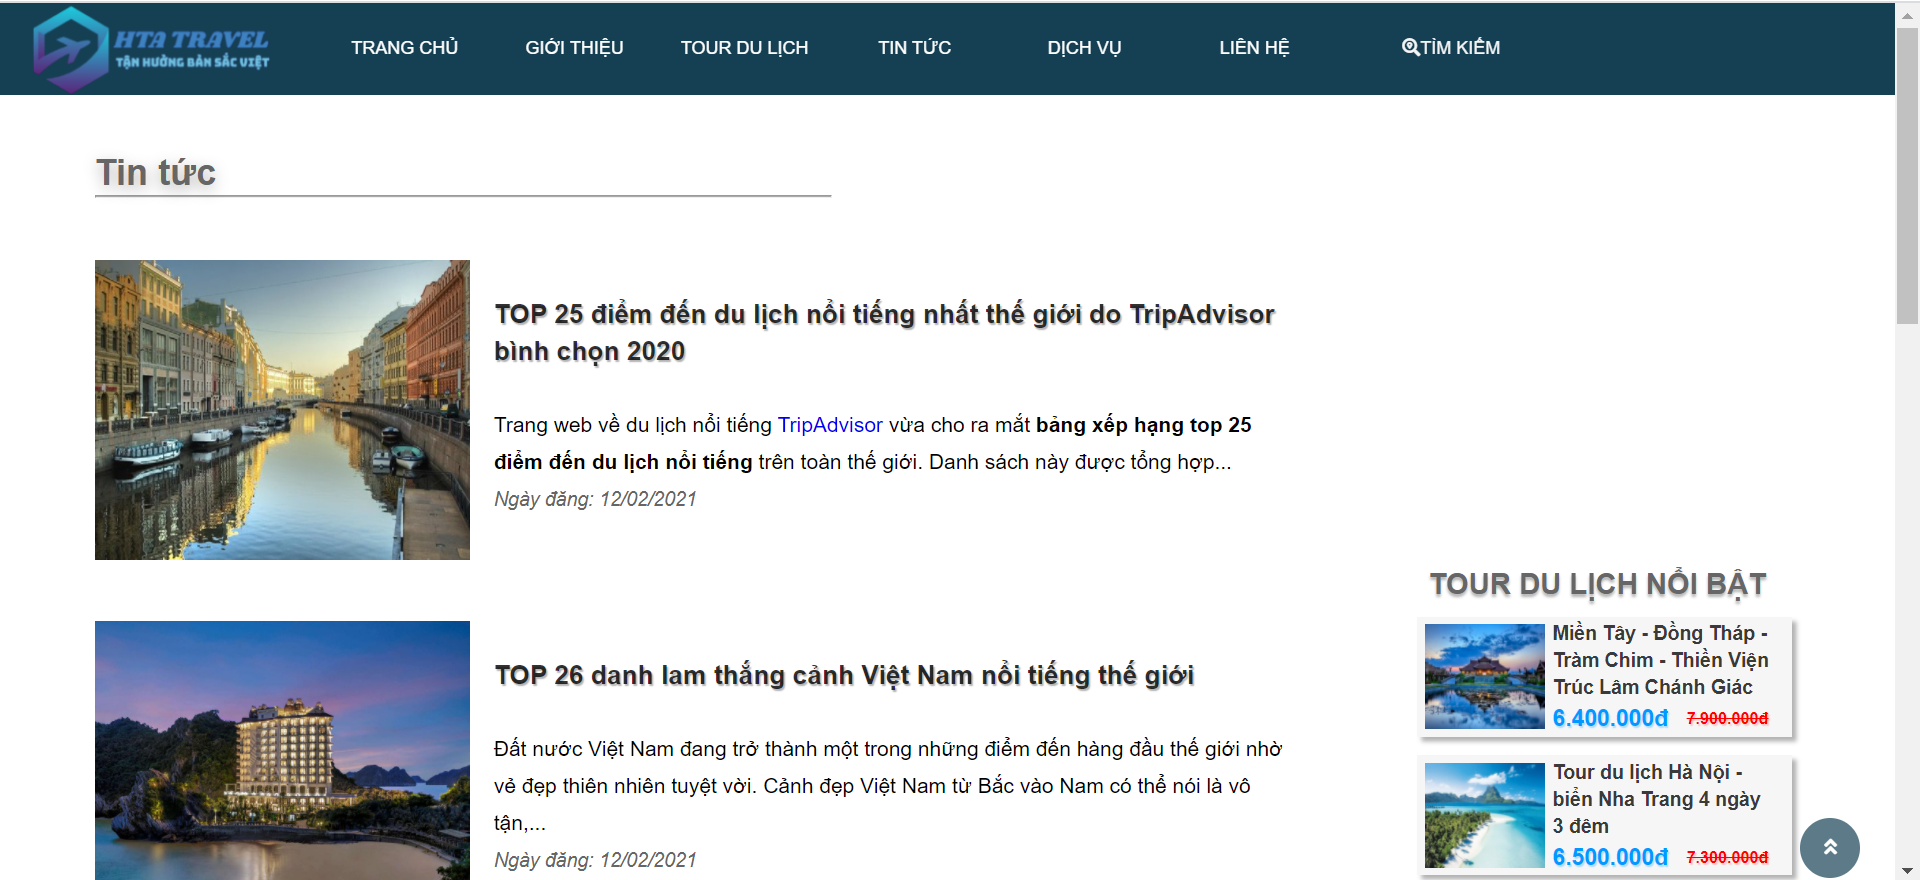 HTA TRAVEL
TẬN HƯỞNG BẢN SẮC VIỆT
TRANG CHỦ
GIỚI THIỆU
TOUR DU LỊCH
TIN TỨC
DỊCH VỤ
LIÊN HỆ
TÌM KIẾM
Tin tức
TOP 25 điểm đến du lịch nổi tiếng nhất thế giới do TripAdvisor
bình chọn 2020
Trang web về du lịch nổi tiếng TripAdvisor vừa cho ra mắt bảng xếp hạng top 25
điểm đến du lịch nổi tiếng trên toàn thế giới. Danh sách này được tổng hợp...
Ngày đăng: 12/02/2021
TOP 26 danh lam thắng cảnh Việt Nam nổi tiếng thế giới
Đất nước Việt Nam đang trở thành một trong những điểm đến hàng đầu thế giới nhờ
vẻ đẹp thiên nhiên tuyệt vời. Cảnh đẹp Việt Nam từ Bắc vào Nam có thể nói là vô
tận,...
Ngày đăng: 12/02/2021
TOUR DU LỊCH NỔI BẬT
Miền Tây - Đồng Tháp -
Tràm Chim - Thiền Viện
Trúc Lâm Chánh Giác
6.400.000đ 7.900.000đ
Tour du lịch Hà Nội -
biển Nha Trang 4 ngày
3 đêm
6.500.000đ 7.300.000đ